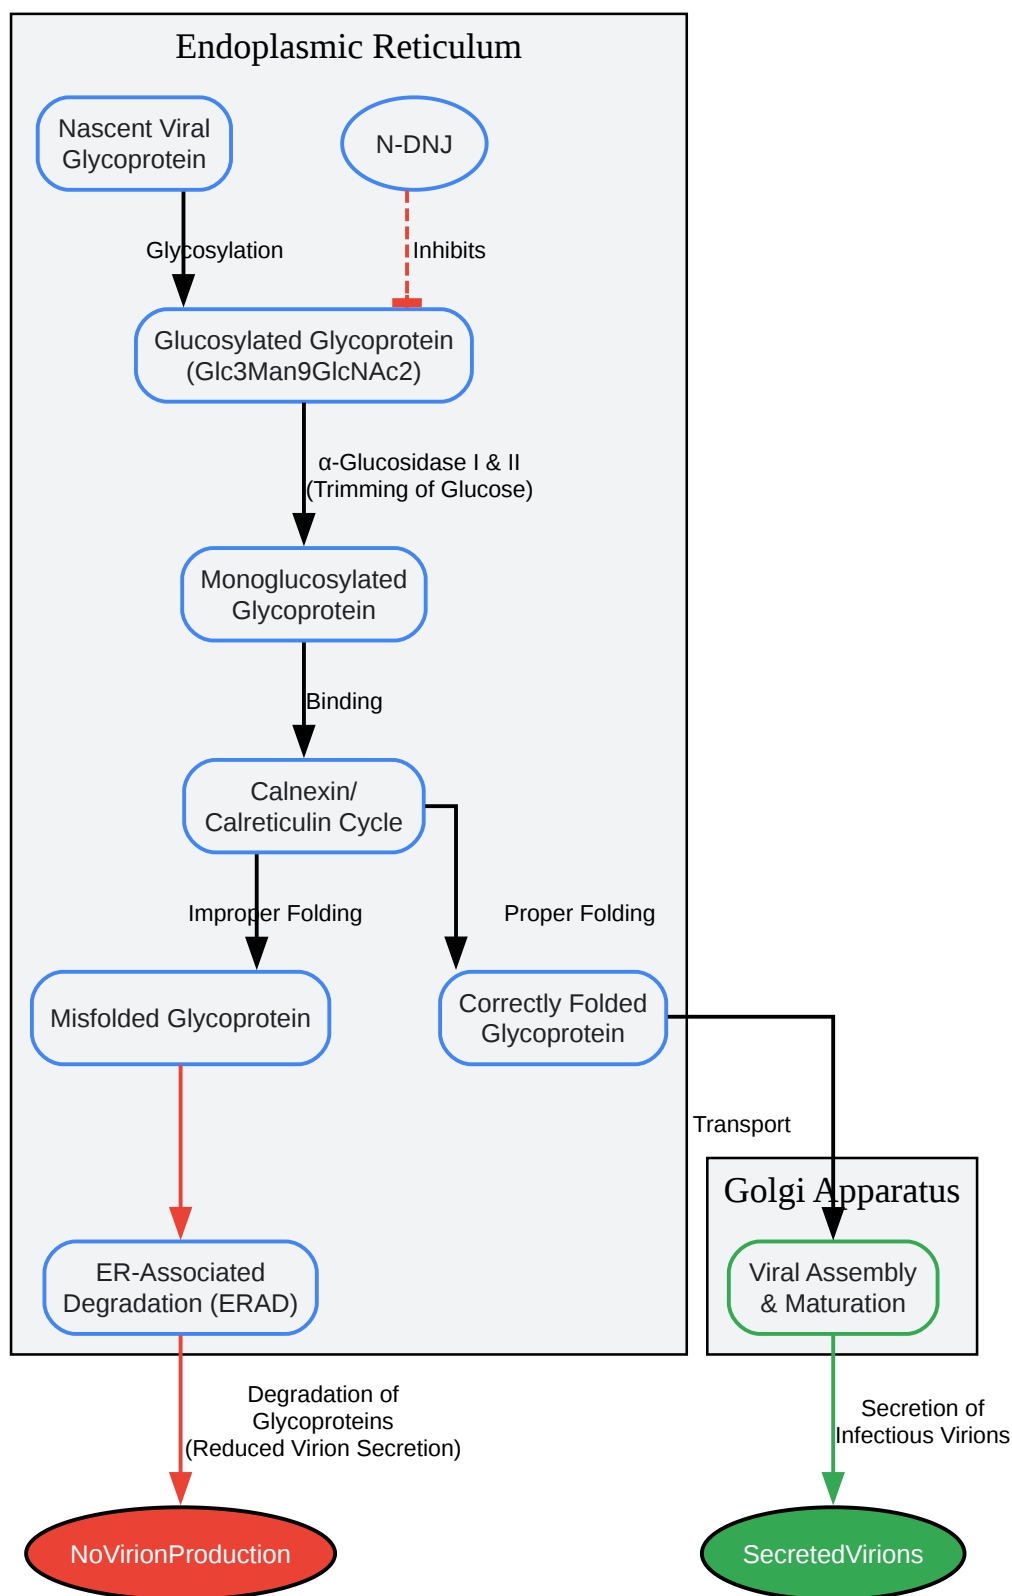 Endoplasmic Reticulum
Nascent Viral
Glycoprotein
N-DNJ
Glycosylation
Inhibits
Glucosylated Glycoprotein
(Glc3Man9GlcNAc2)
α-Glucosidase I & II
(Trimming of Glucose)
Monoglucosylated
Glycoprotein
Binding
Calnexin/
Calreticulin Cycle
Improper Folding
Proper Folding
Misfolded Glycoprotein
Correctly Folded
Glycoprotein
Transport
Golgi Apparatus
ER-Associated
Degradation (ERAD)
Viral Assembly
& Maturation
Degradation of
Glycoproteins
(Reduced Virion Secretion)
Secretion of
Infectious Virions
NoVirionProduction
SecretedVirions